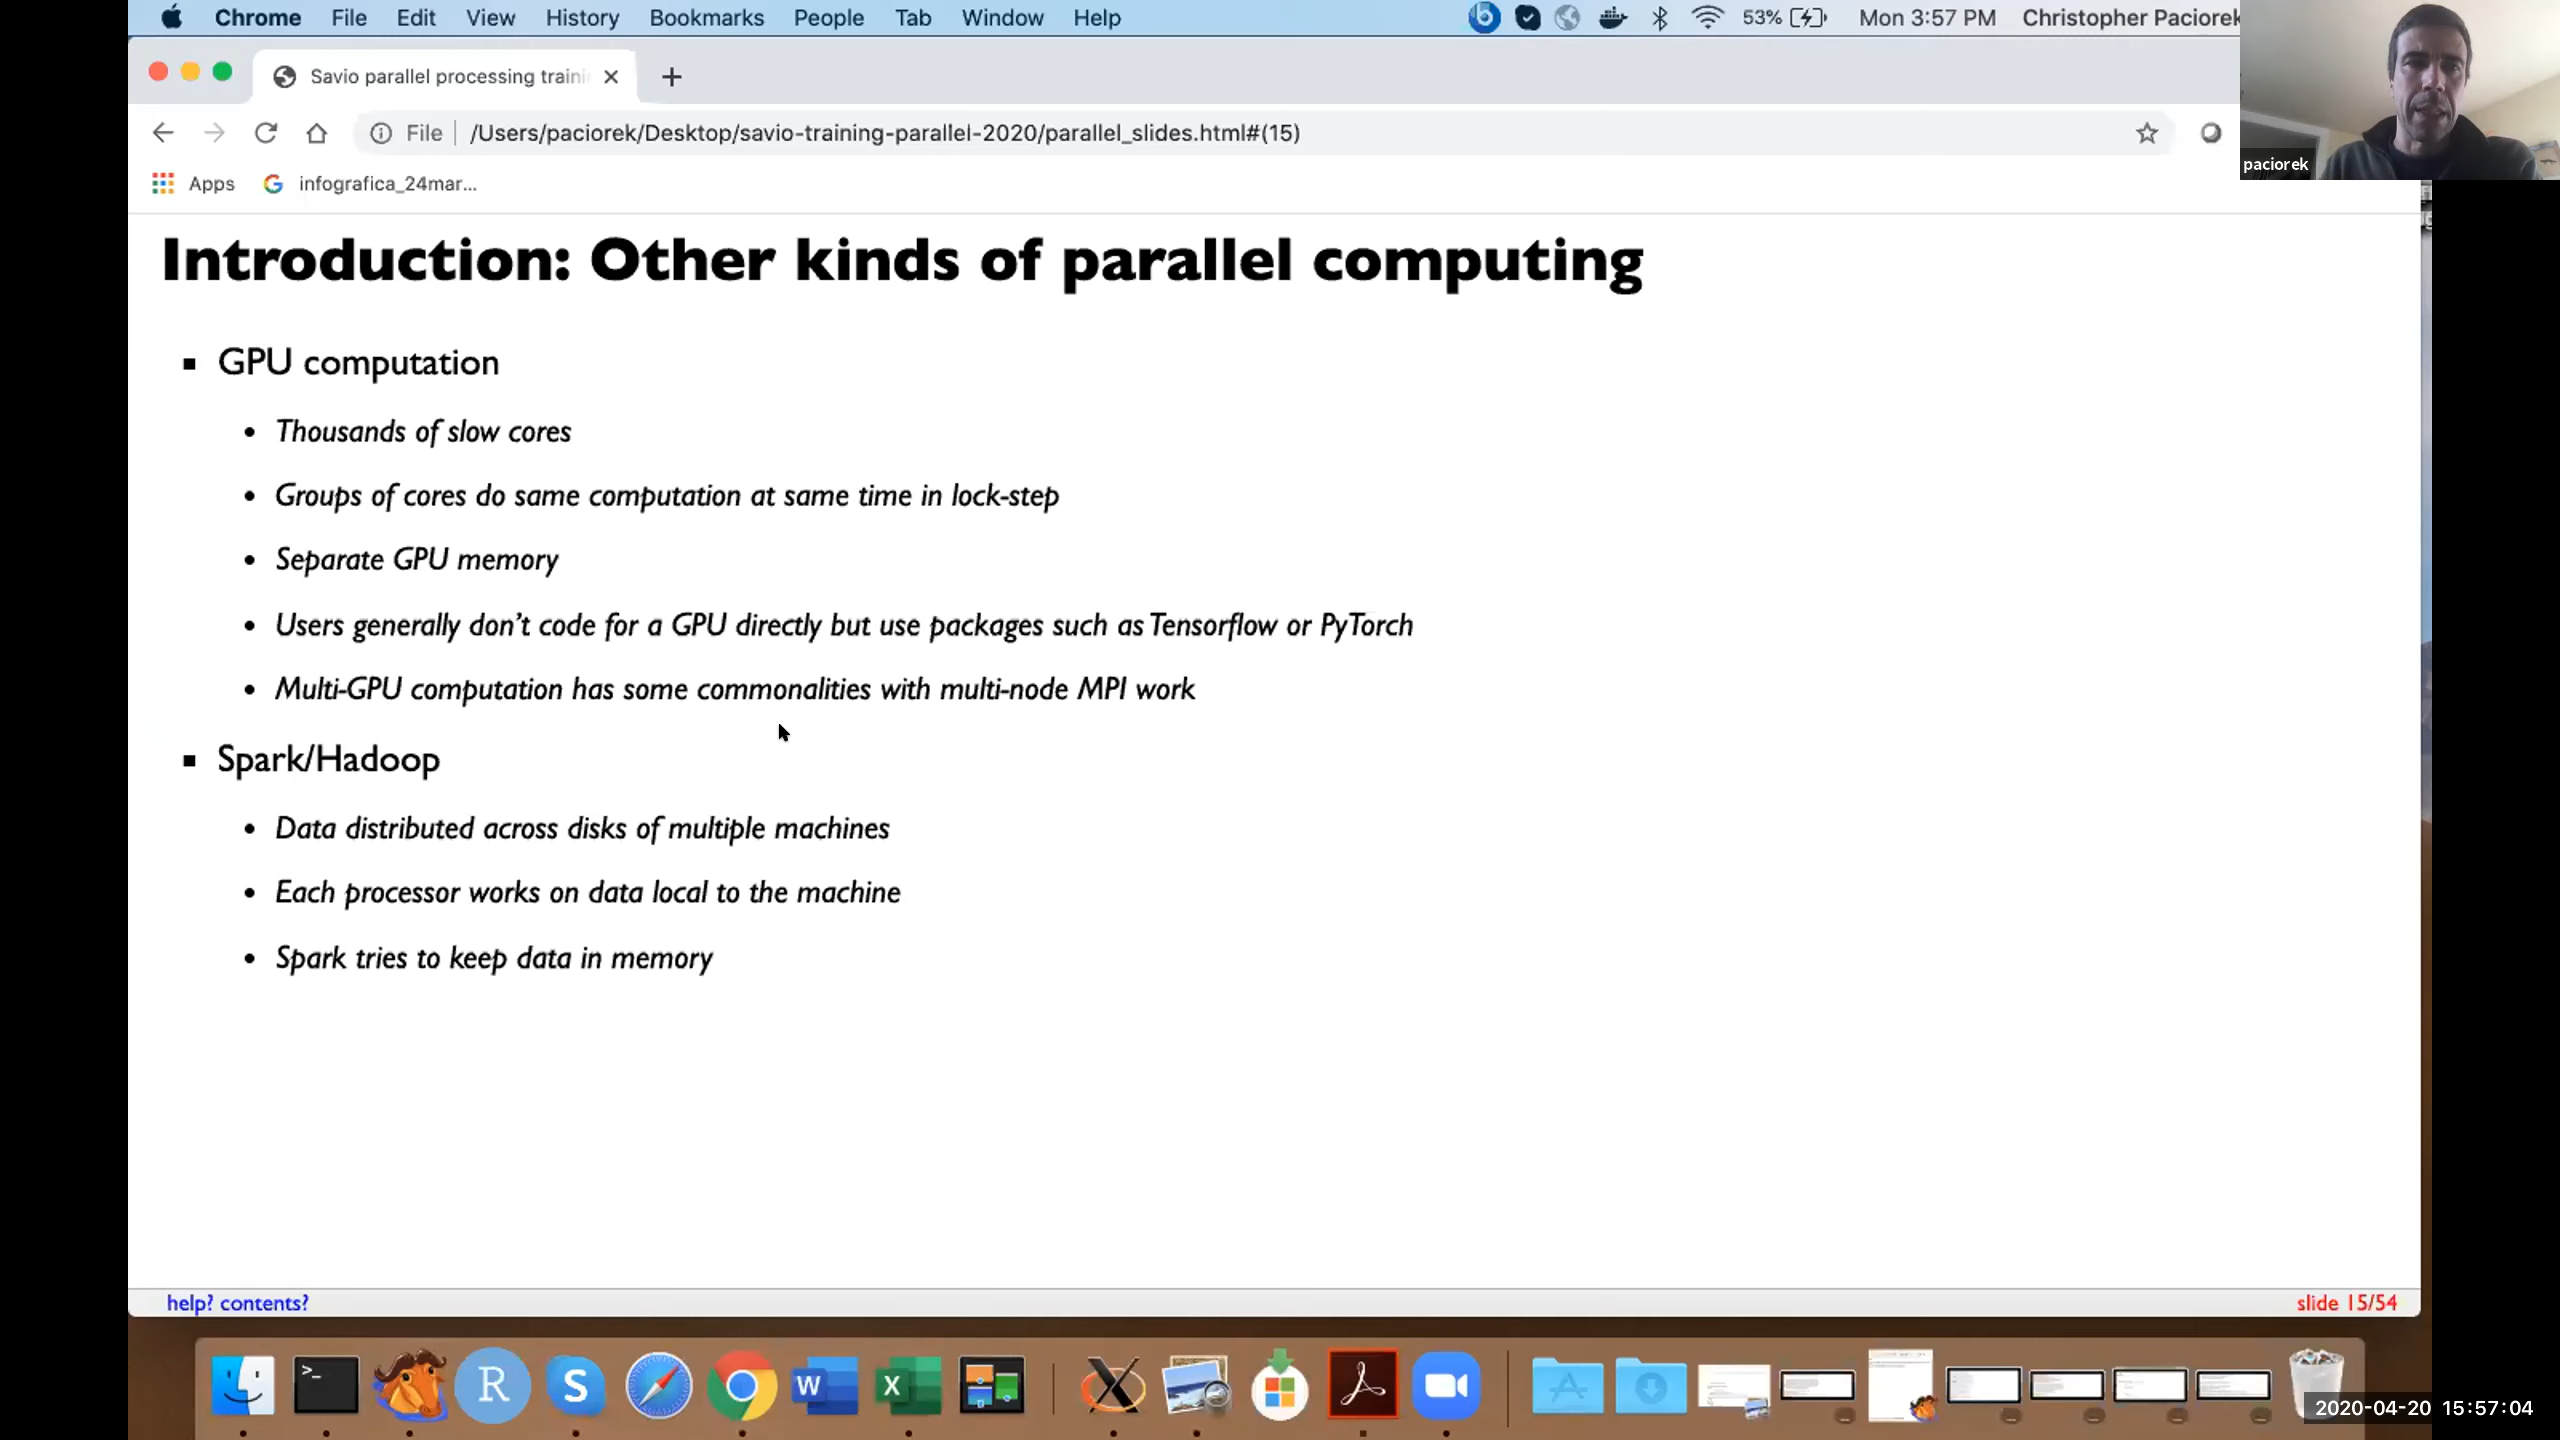 Chrome File Edit View History Bookmarks People Tab Window Help 53% Mon 3:57 PM Christopher Paciorek
Savio parallel processing traini
File /Users/paciorek/Desktop/savio-training-parallel-2020/parallel_slides.html#(15)
paciorek
Apps infografica_24mar...
Introduction: Other kinds of parallel computing
GPU computation
Thousands of slow cores
Groups of cores do same computation at same time in lock-step
Separate GPU memory
Users generally don't code for a GPU directly but use packages such as Tensorflow or PyTorch
Multi-GPU computation has some commonalities with multi-node MPI work
Spark/Hadoop
Data distributed across disks of multiple machines
Each processor works on data local to the machine
Spark tries to keep data in memory
help? contents? slide 15/54
2020-04-20 15:57:04